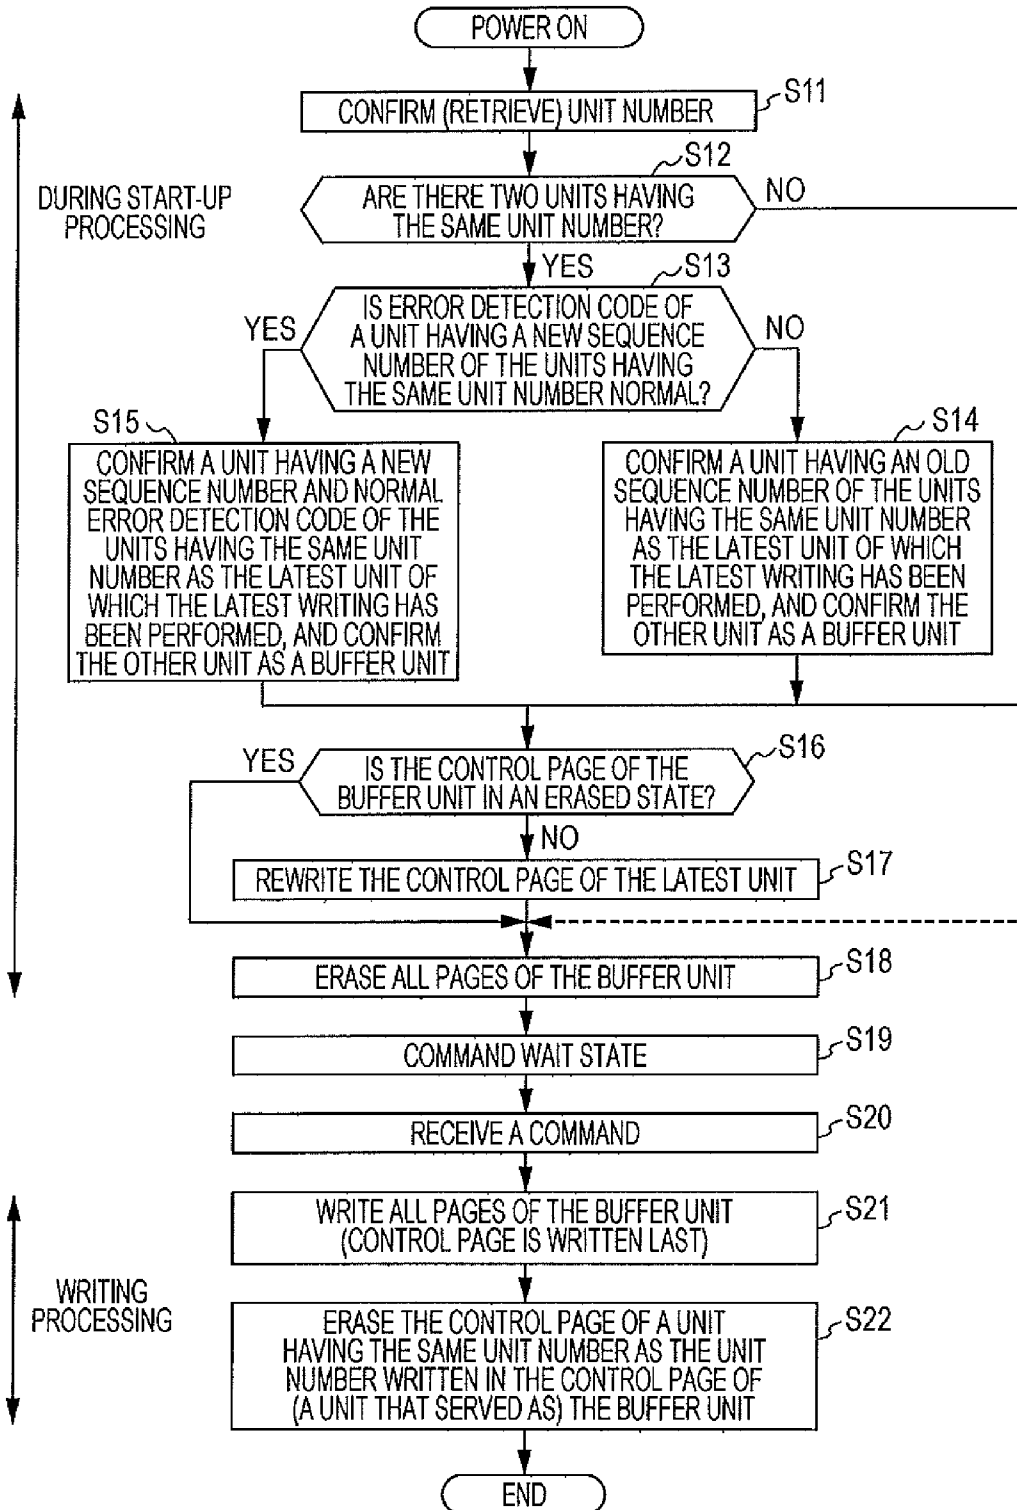 POWER ON
S11
CONFIRM (RETRIEVE) UNIT NUMBER
S12
ARE THERE TWO UNITS HAVING
THE SAME UNIT NUMBER?
NO
DURING START-UP
PROCESSING
YES
S13
IS ERROR DETECTION CODE OF
A UNIT HAVING A NEW SEQUENCE
NUMBER OF THE UNITS HAVING
THE SAME UNIT NUMBER NORMAL?
YES
NO
S15
CONFIRM A UNIT HAVING A NEW
SEQUENCE NUMBER AND NORMAL
ERROR DETECTION CODE OF THE
UNITS HAVING THE SAME UNIT
NUMBER AS THE LATEST UNIT OF
WHICH THE LATEST WRITING HAS
BEEN PERFORMED, AND CONFIRM
THE OTHER UNIT AS A BUFFER UNIT
S14
CONFIRM A UNIT HAVING AN OLD
SEQUENCE NUMBER OF THE UNITS
HAVING THE SAME UNIT NUMBER
AS THE LATEST UNIT OF WHICH
THE LATEST WRITING HAS BEEN
PERFORMED, AND CONFIRM THE
OTHER UNIT AS A BUFFER UNIT
S16
YES
IS THE CONTROL PAGE OF THE
BUFFER UNIT IN AN ERASED STATE?
NO
S17
REWRITE THE CONTROL PAGE OF THE LATEST UNIT
S18
ERASE ALL PAGES OF THE BUFFER UNIT
S19
COMMAND WAIT STATE
S20
RECEIVE A COMMAND
S21
WRITE ALL PAGES OF THE BUFFER UNIT
(CONTROL PAGE IS WRITTEN LAST)
WRITING
PROCESSING
S22
ERASE THE CONTROL PAGE OF A UNIT
HAVING THE SAME UNIT NUMBER AS THE UNIT
NUMBER WRITTEN IN THE CONTROL PAGE OF
(A UNIT THAT SERVED AS) THE BUFFER UNIT
END